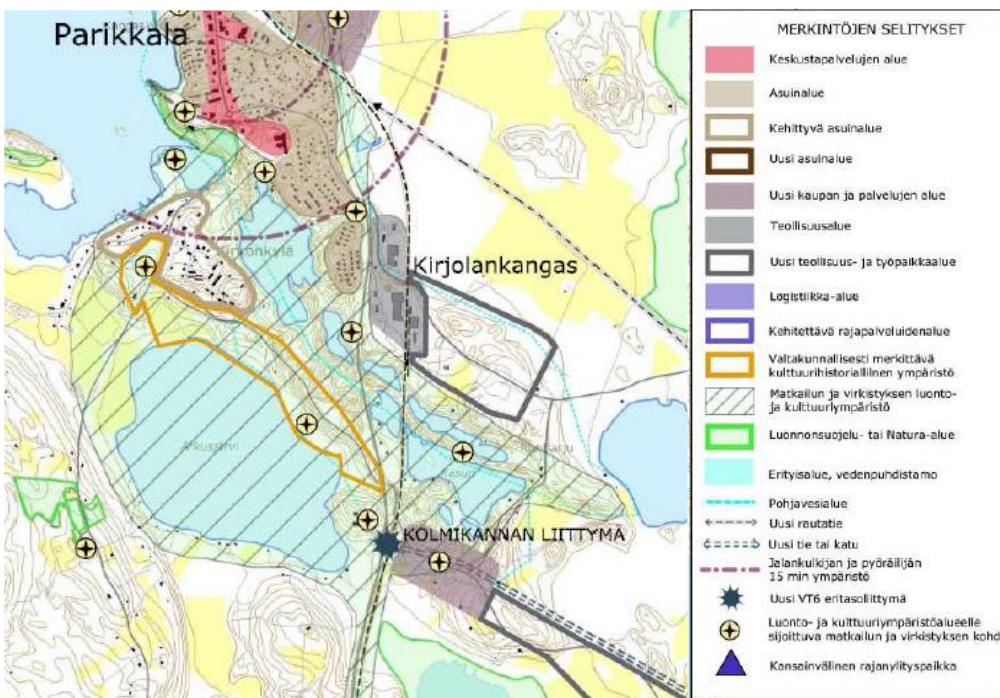 Parikkala
Kirkonkylä
Kirjolankangas
KOLMIKANNAN LIITTYMÄ
MERKINTÖJEN SELITYKSET
Keskustapalvelujen alue
Asuinalue
Kehittyvä asuinalue
Uusi asuinalue
Uusi kaupan ja palvelujen alue
Teollisuusalue
Uusi teollisuus- ja työpaikkaalue
Logistiikka-alue
Kehitettävä rajapalveluidenalue
Valtakunnallisesti merkittävä
kulttuurihistoriallilnen ympäristö
Matkailun ja virkistyksen luonto-
ja kulttuuriympäristö
Luonnonsuojelu- tai Natura-alue
Erityisalue, vedenpuhdistamo
Pohjavesialue
Uusi rautatie
Uusi tie tai katu
Jalankulkijan ja pyöräilijän
15 min ympäristö
Uusi VT6 eritasoliittymä
Luonto- ja kulttuuriympäristöalueelle
sijoittuva matkailun ja virkistyksen kohd
Kansainvälinen rajanylityspaikka